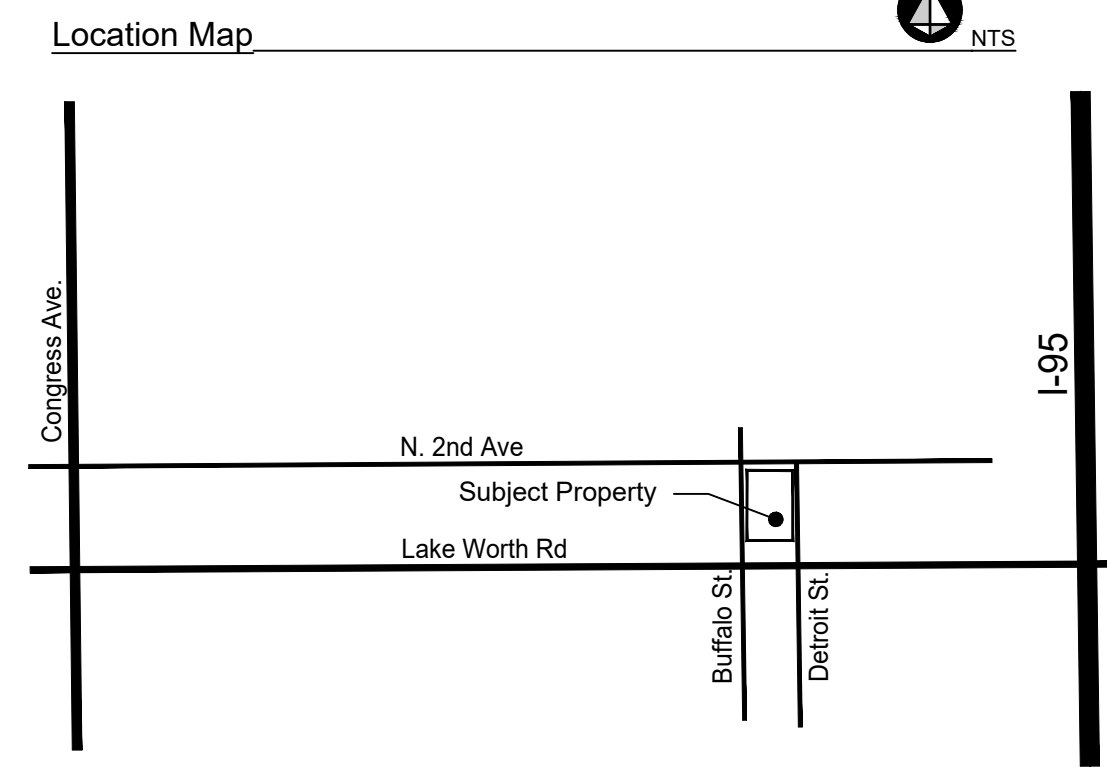 Location Map
NTS
Congress Ave.
I-95
N. 2nd Ave
Subject Property
Lake Worth Rd
Buffalo St.
Detroit St.